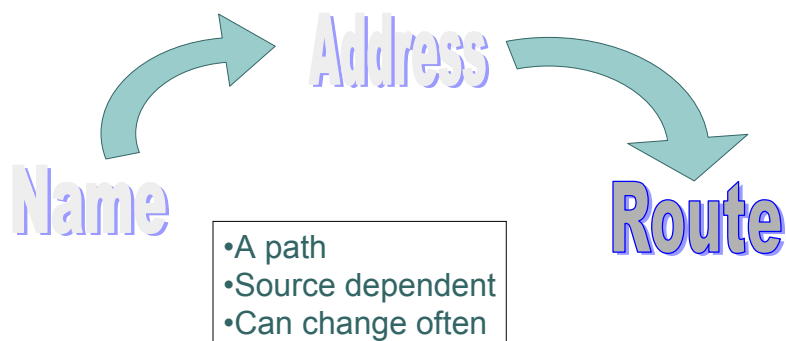 Address
Name
Route
•A path
•Source dependent
•Can change often